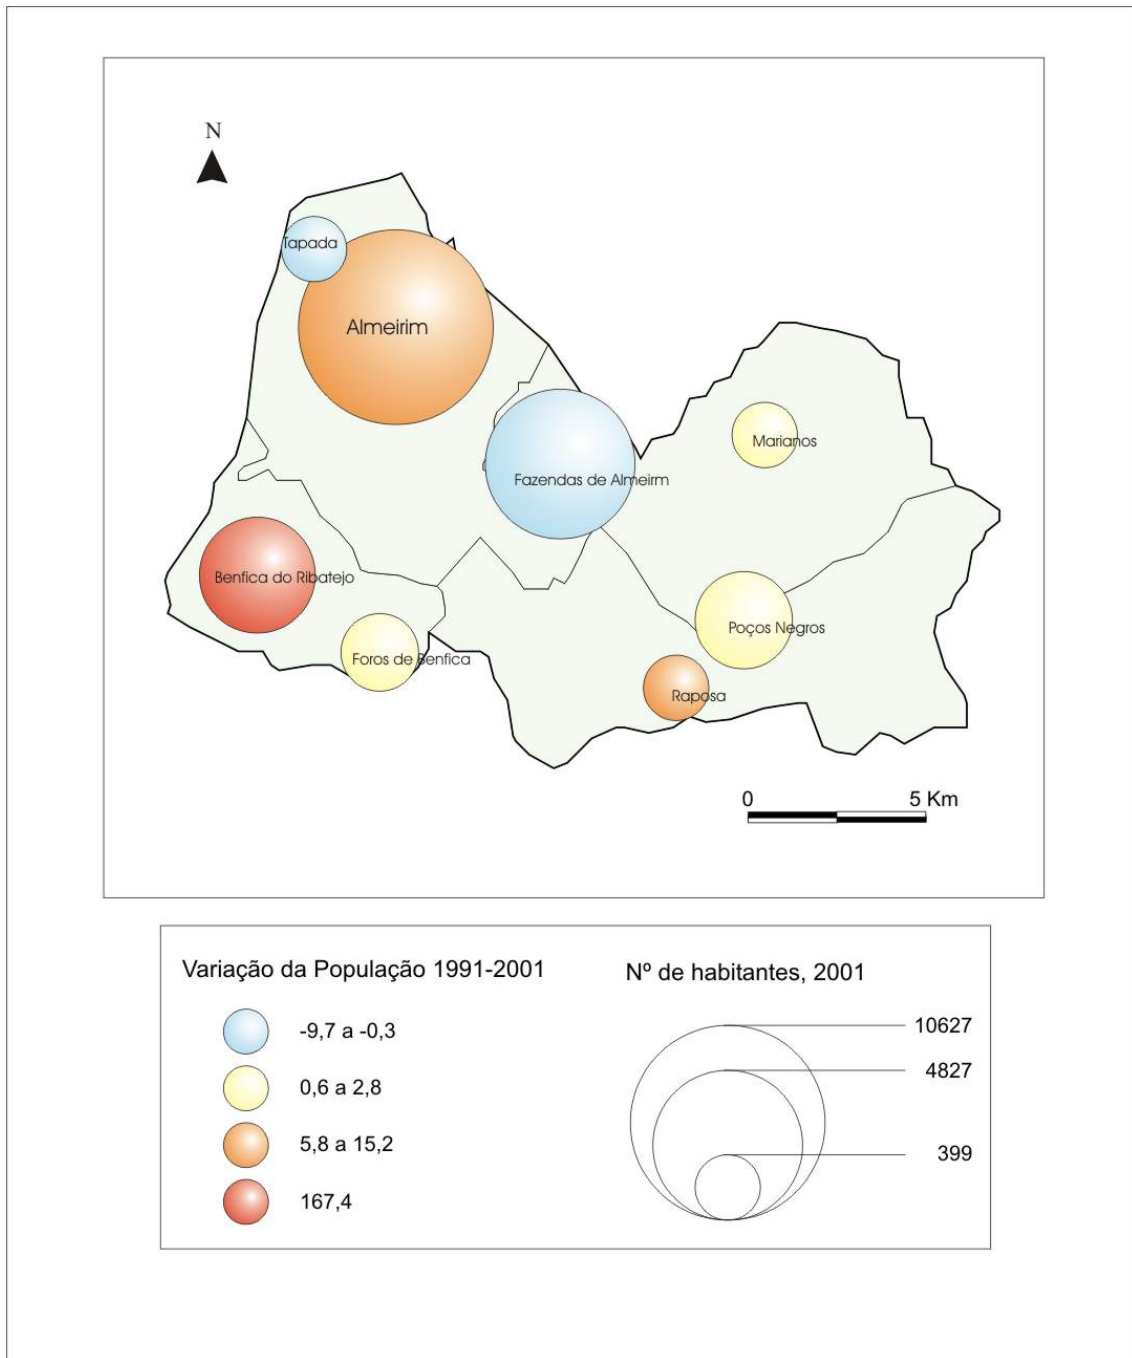 N
Tapada
Almeirim
Marianos
Fazendas de Almeirm
Benfica do Ribatejo
Poços Negros
Foros de Benfica
Raposa
0 5 Km
Variação da População 1991-2001
-9,7 a -0,3
0,6 a 2,8
5,8 a 15,2
167,4
Nº de habitantes, 2001
10627
4827
399